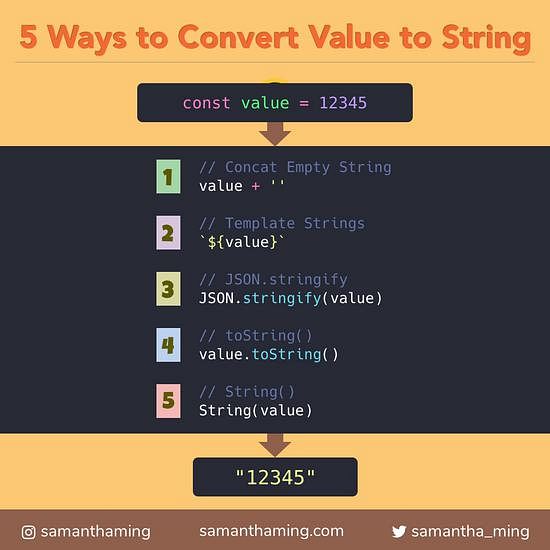 5 Ways to Convert Value to String
const value = 12345
1
// Concat Empty String
value + ''
2
// Template Strings
`${value}`
3
// JSON.stringify
JSON.stringify(value)
4
// toString()
value.toString()
5
// String()
String(value)
"12345"
samanthaming samanthaming.com samantha_ming